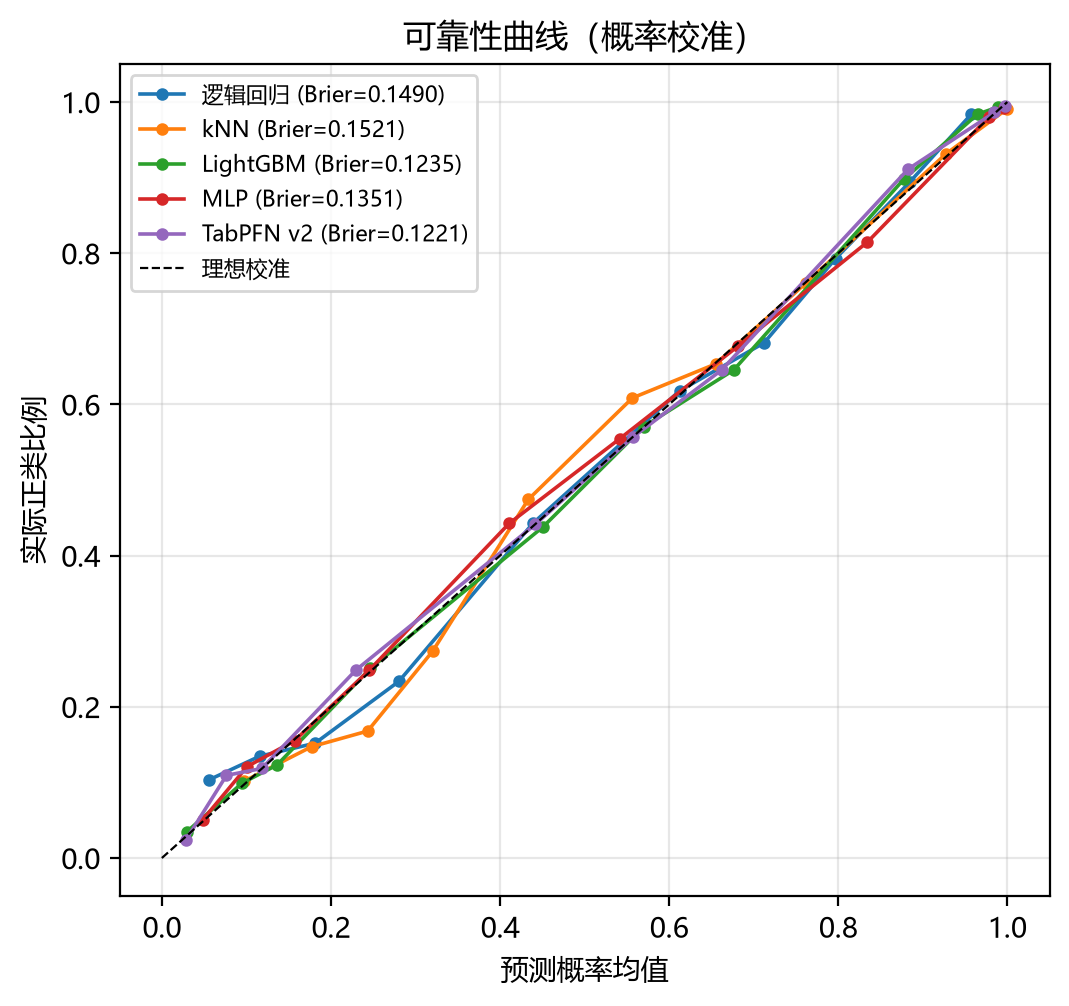 可靠性曲线（概率校准）
逻辑回归 (Brier=0.1490)
kNN (Brier=0.1521)
LightGBM (Brier=0.1235)
MLP (Brier=0.1351)
TabPFN v2 (Brier=0.1221)
理想校准
实际正类比例
1.0
0.8
0.6
0.4
0.2
0.0
0.0 0.2 0.4 0.6 0.8 1.0
预测概率均值